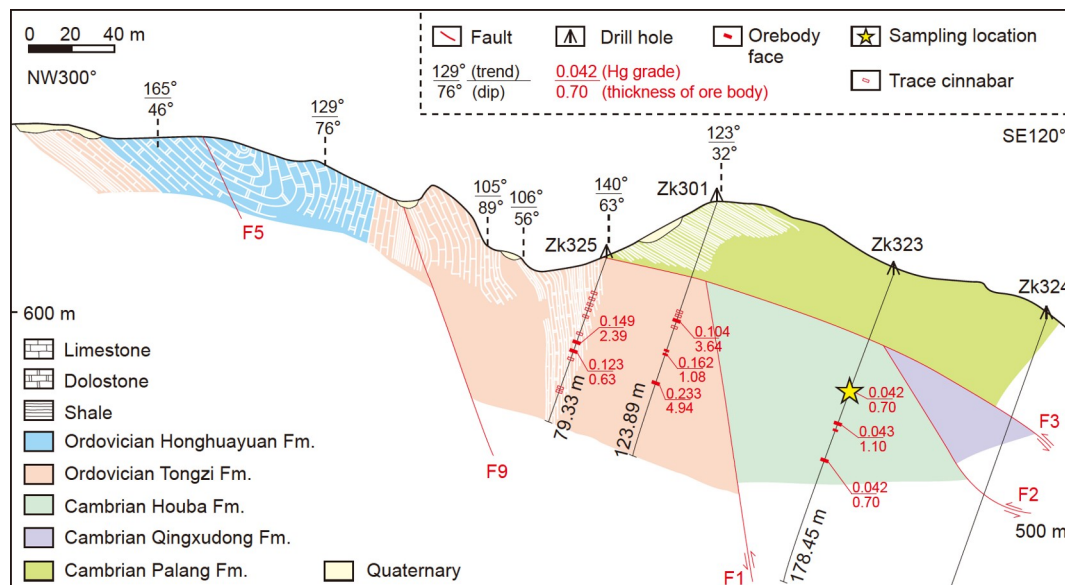 0 20 40 m
NW300°
Fault
Drill hole
Orebody
face
Sampling location
129° (trend)
76° (dip)
0.042 (Hg grade)
0.70 (thickness of ore body)
Trace cinnabar
SE120°
165°
46°
129°
76°
105°
89°
106°
56°
140°
63°
123°
32°
Zk301
Zk325
Zk323
Zk324
F5
F9
F1
F2
F3
600 m
500 m
0.149
2.39
0.123
0.63
79.33 m
0.104
3.64
0.162
1.08
0.233
4.94
123.89 m
0.042
0.70
0.043
1.10
0.042
0.70
178.45 m
Limestone
Dolostone
Shale
Ordovician Honghuayuan Fm.
Ordovician Tongzi Fm.
Cambrian Houba Fm.
Cambrian Qingxudong Fm.
Cambrian Palang Fm.
Quaternary